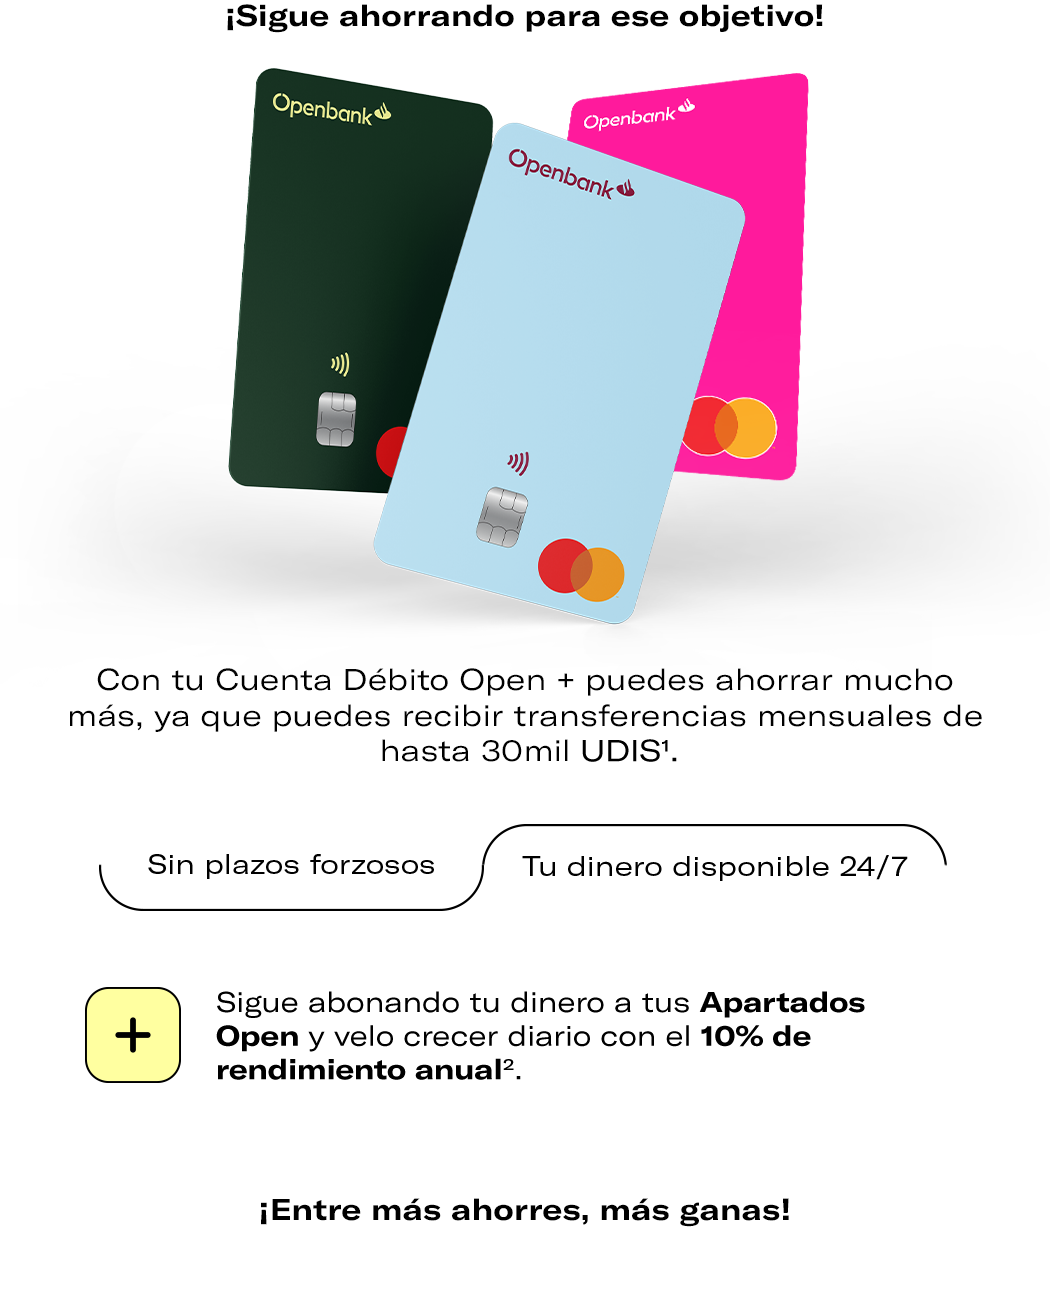 ¡Sigue ahorrando para ese objetivo!
Openbank
Openbank
Openbank
Con tu Cuenta Débito Open + puedes ahorrar mucho
más, ya que puedes recibir transferencias mensuales de
hasta 30mil UDIS¹.
Sin plazos forzosos
Tu dinero disponible 24/7
Sigue abonando tu dinero a tus Apartados
Open y velo crecer diario con el 10% de
rendimiento anual².
¡Entre más ahorres, más ganas!